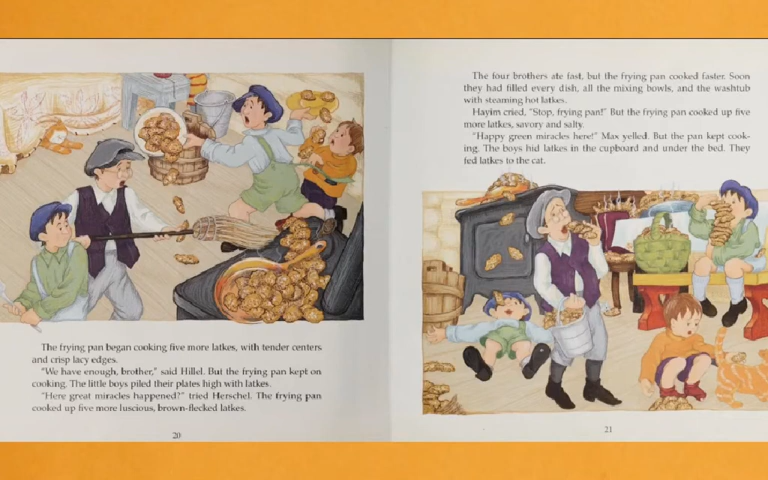 The frying pan began cooking five more latkes, with tender centers
and crisp lacy edges.
"We have enough, brother," said Hillel. But the frying pan kept on
cooking. The little boys piled their plates high with latkes.
"Here great miracles happened?" tried Herschel. The frying pan
cooked up five more luscious, brown-flecked latkes.
20
The four brothers ate fast, but the frying pan cooked faster. Soon
they had filled every dish, all the mixing bowls, and the washtub
with steaming hot latkes.
Hayim cried, "Stop, frying pan!" But the frying pan cooked up five
more latkes, savory and salty.
"Happy green miracles here!" Max yelled. But the pan kept cook-
ing. The boys hid latkes in the cupboard and under the bed. They
fed latkes to the cat.
21